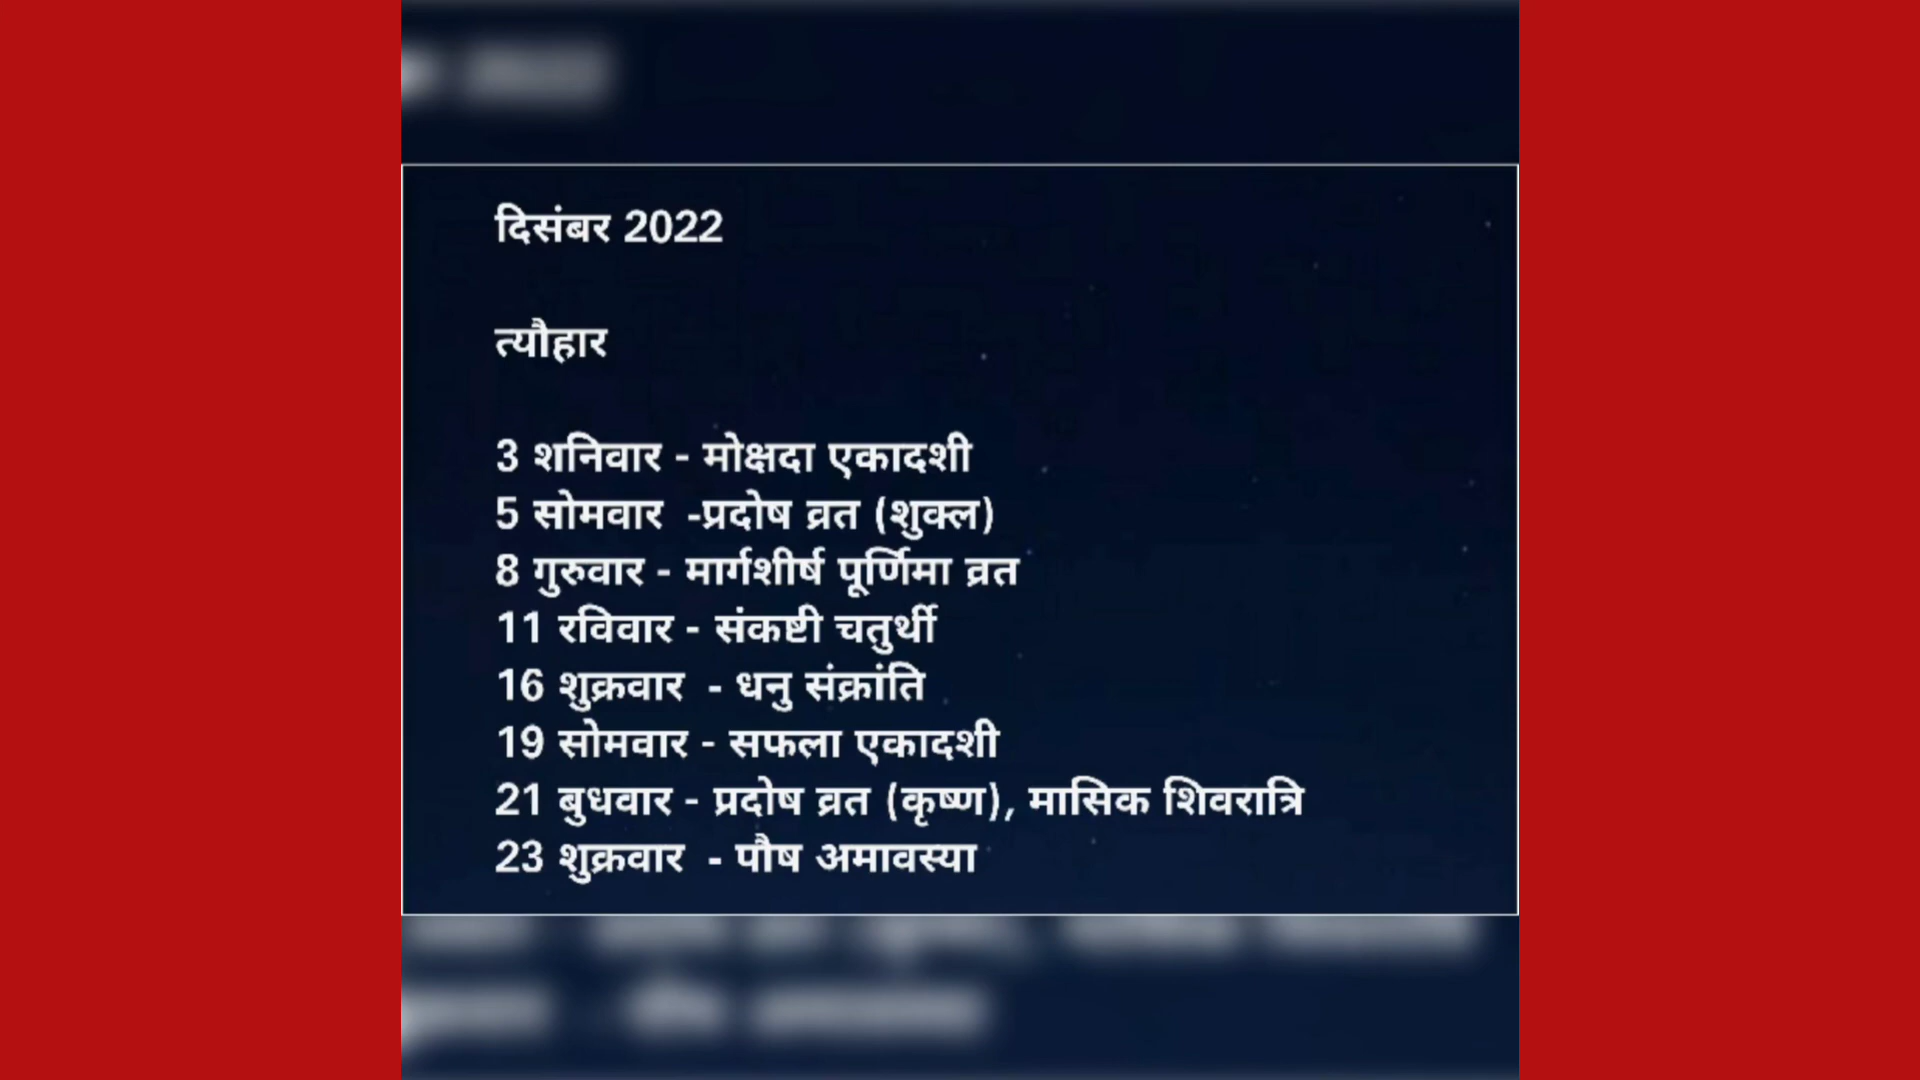 दिसंबर 2022
त्यौहार
3 शनिवार - मोक्षदा एकादशी
5 सोमवार -प्रदोष व्रत (शुक्ल)
8 गुरुवार - मार्गशीर्ष पूर्णिमा व्रत
11 रविवार - संकष्टी चतुर्थी
16 शुक्रवार - धनु संक्रांति
19 सोमवार - सफला एकादशी
21 बुधवार - प्रदोष व्रत (कृष्ण), मासिक शिवरात्रि
23 शुक्रवार - पौष अमावस्या